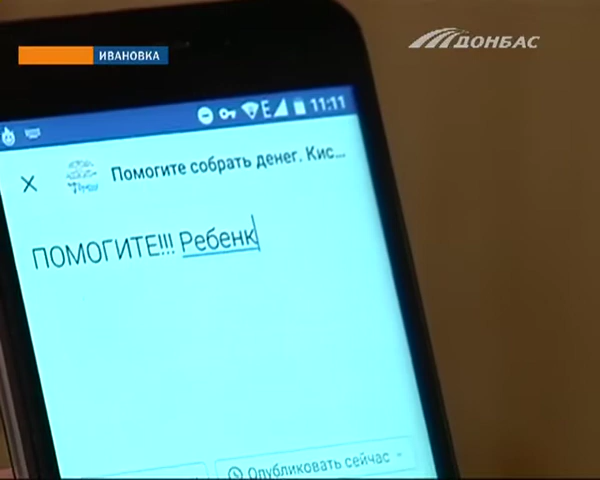 ИВАНОВКА
ДОНБАС
11:11
Помогите собрать денег. Кис...
ПОМОГИТЕ!!! Ребенк
Опубликовать сейчас